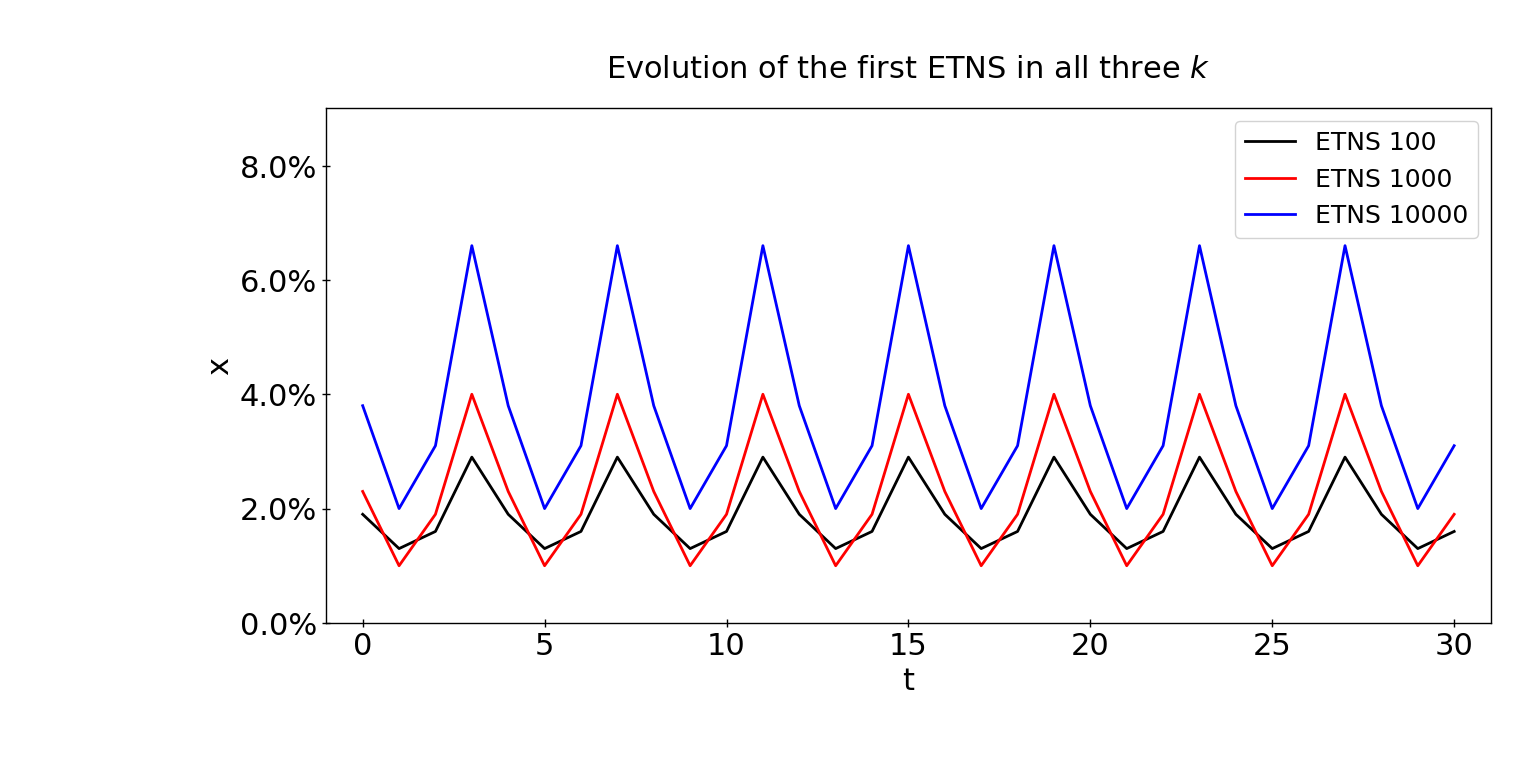 Evolution of the first ETNS in all three k
ETNS 100
ETNS 1000
ETNS 10000
8.0%
6.0%
4.0%
2.0%
0.0%
x
0 5 10 15 20 25 30
t